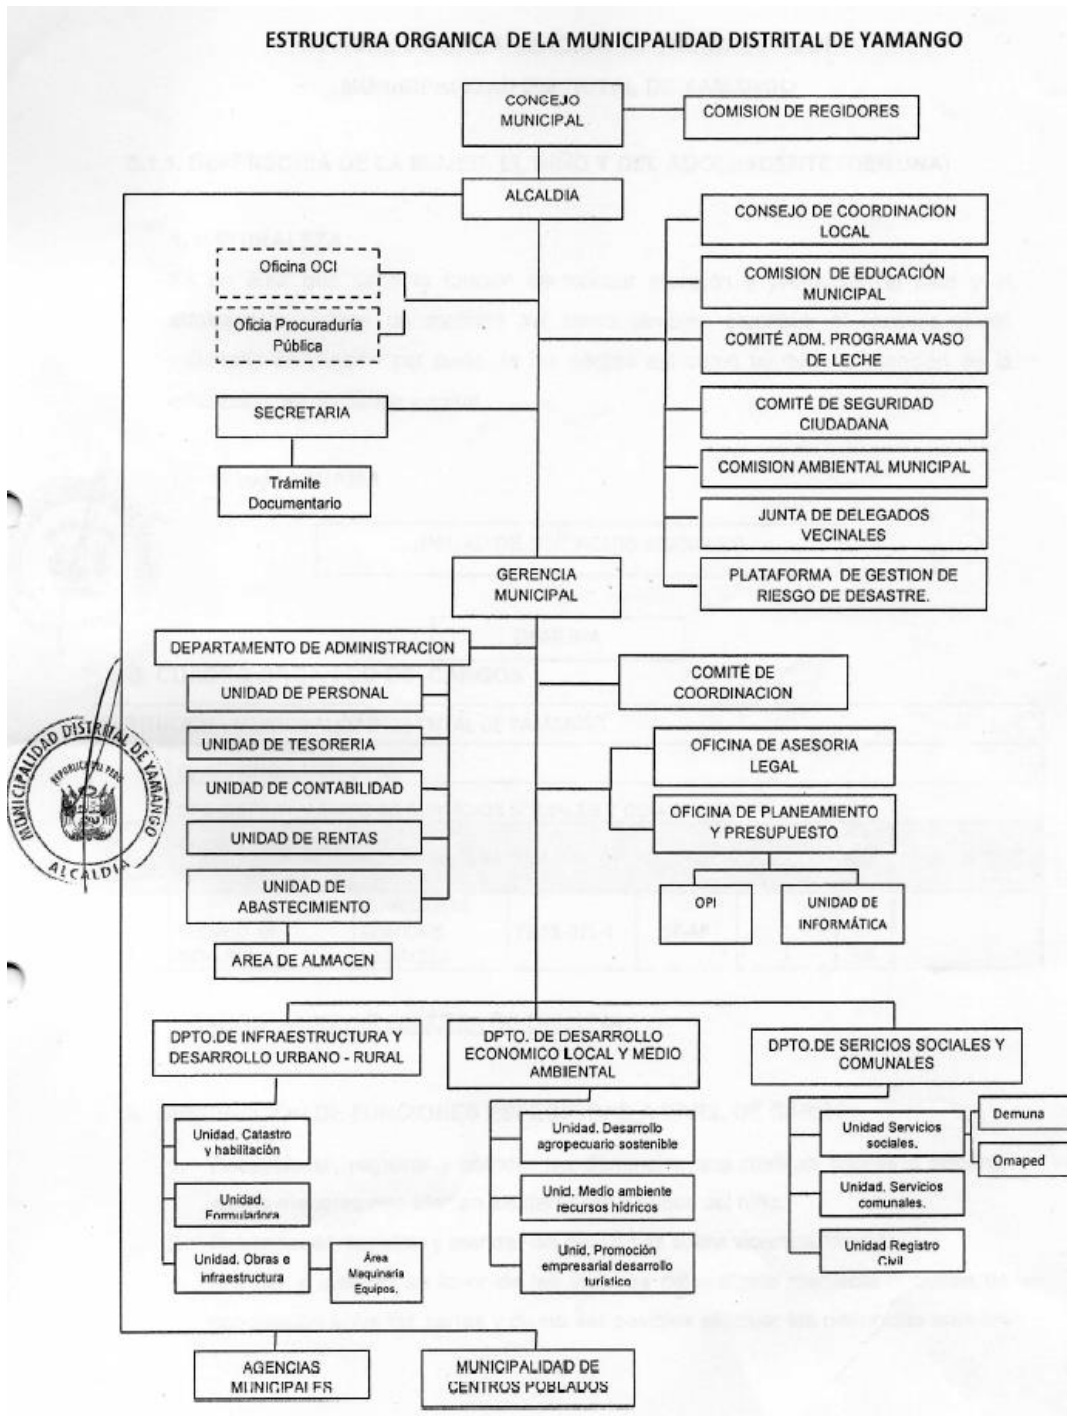 ESTRUCTURA ORGANICA DE LA MUNICIPALIDAD DISTRITAL DE YAMANGO
CONCEJO
MUNICIPAL
COMISION DE REGIDORES
ALCALDIA
CONSEJO DE COORDINACION
LOCAL
Oficina OCI
COMISION DE EDUCACIÓN
MUNICIPAL
Oficia Procuraduría
Pública
COMITÉ ADM. PROGRAMA VASO
DE LECHE
SECRETARIA
COMITÉ DE SEGURIDAD
CIUDADANA
Trámite
Documentario
COMISION AMBIENTAL MUNICIPAL
JUNTA DE DELEGADOS
VECINALES
GERENCIA
MUNICIPAL
PLATAFORMA DE GESTION DE
RIESGO DE DESASTRE.
DEPARTAMENTO DE ADMINISTRACION
UNIDAD DE PERSONAL
UNIDAD DE TESORERIA
UNIDAD DE CONTABILIDAD
UNIDAD DE RENTAS
UNIDAD DE
ABASTECIMIENTO
AREA DE ALMACEN
COMITÉ DE
COORDINACION
OFICINA DE ASESORIA
LEGAL
OFICINA DE PLANEAMIENTO
Y PRESUPUESTO
OPI
UNIDAD DE
INFORMÁTICA
MUNICIPALIDAD DISTRITAL DE YAMANGO
REPUBLICA DEL PERU
ALCALDIA
DPTO.DE INFRAESTRUCTURA Y
DESARROLLO URBANO - RURAL
Unidad. Catastro
y habilitación
Unidad.
Formuladora
Unidad. Obras e
infraestructura
Área
Maquinaria
Equipos.
DPTO. DE DESARROLLO
ECONOMICO LOCAL Y MEDIO
AMBIENTAL
Unidad. Desarrollo
agropecuario sostenible
Unid. Medio ambiente
recursos hídricos
Unid. Promoción
empresarial desarrollo
turístico
DPTO.DE SERICIOS SOCIALES Y
COMUNALES
Unidad Servicios
sociales.
Demuna
Omaped
Unidad. Servicios
comunales.
Unidad Registro
Civil
AGENCIAS
MUNICIPALES
MUNICIPALIDAD DE
CENTROS POBLADOS